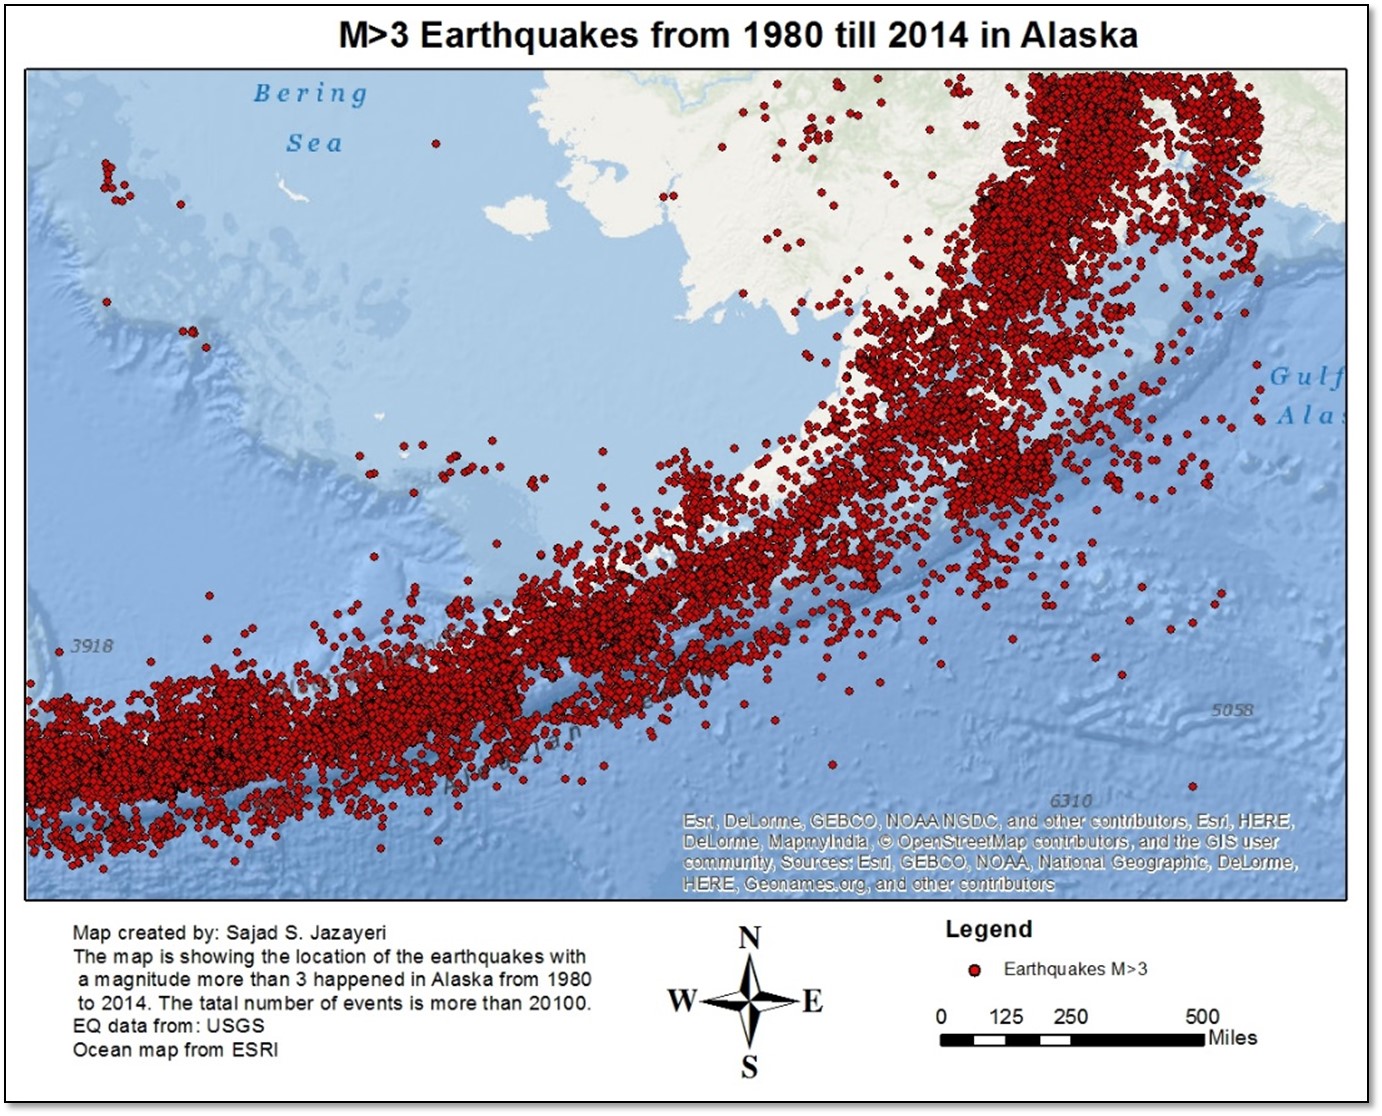 M>3 Earthquakes from 1980 till 2014 in Alaska
Bering
Sea
Gulf
Alas
3918
Aleutian
5058
6310
Esri, DeLorme, GEBCO, NOAA NGDC, and other contributors, Esri, HERE,
DeLorme, MapmyIndia, © OpenStreetMap contributors, and the GIS user
community, Sources: Esri, GEBCO, NOAA, National Geographic, DeLorme,
HERE, Geonames.org, and other contributors
Map created by: Sajad S. Jazayeri
The map is showing the location of the earthquakes with
a magnitude more than 3 happened in Alaska from 1980
to 2014. The tatal number of events is more than 20100.
EQ data from: USGS
Ocean map from ESRI
N
W E
S
Legend
Earthquakes M>3
0 125 250 500
Miles